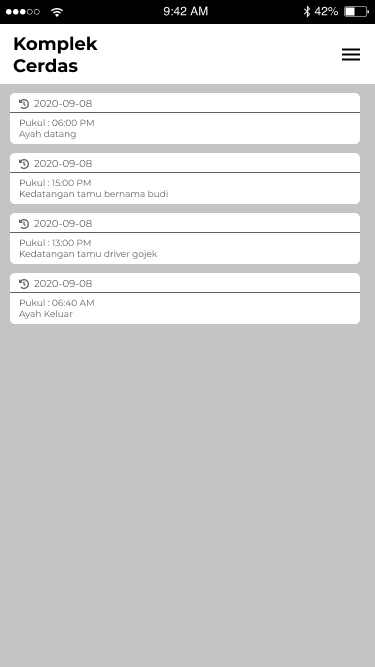 9:42 AM
42%
Komplek
Cerdas
2020-09-08
Pukul : 06:00 PM
Ayah datang
2020-09-08
Pukul : 15:00 PM
Kedatangan tamu bernama budi
2020-09-08
Pukul : 13:00 PM
Kedatangan tamu driver gojek
2020-09-08
Pukul : 06:40 AM
Ayah Keluar